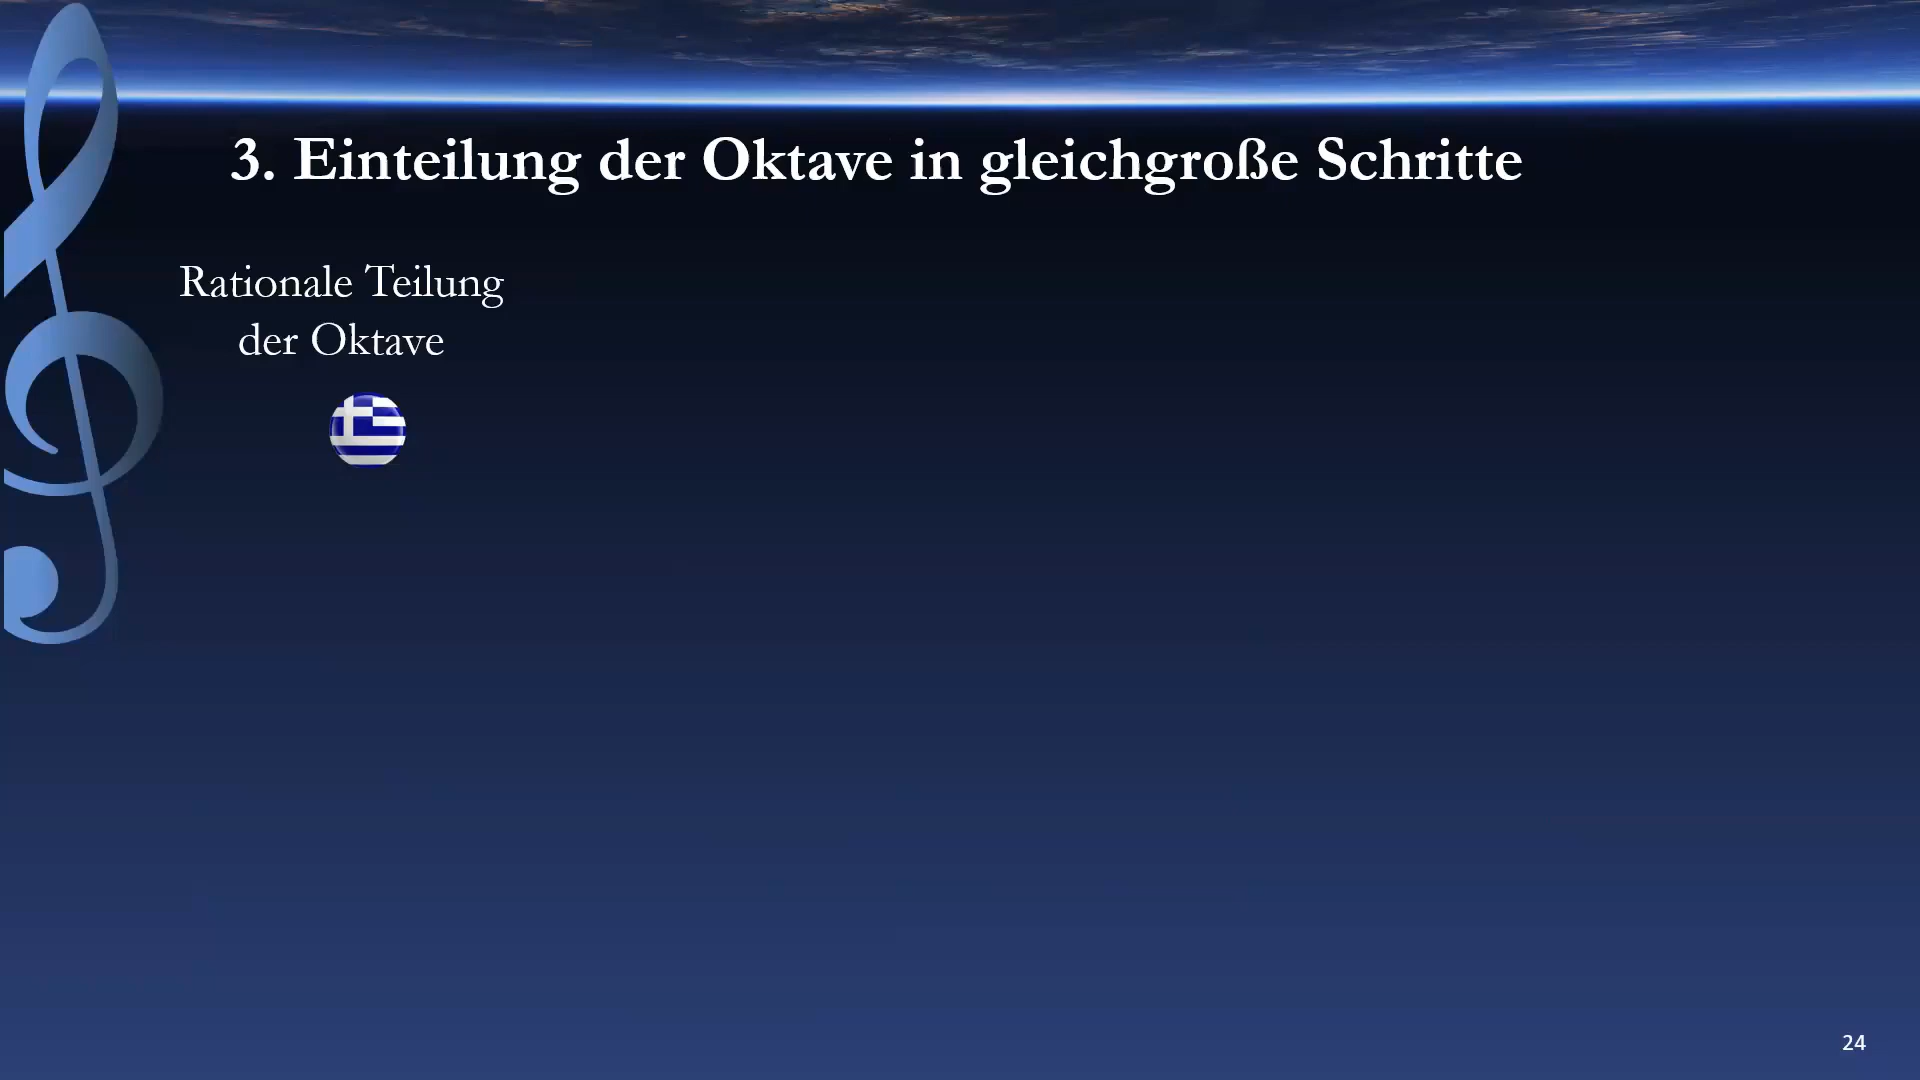 3. Einteilung der Oktave in gleichgroße Schritte
Rationale Teilung
der Oktave
24